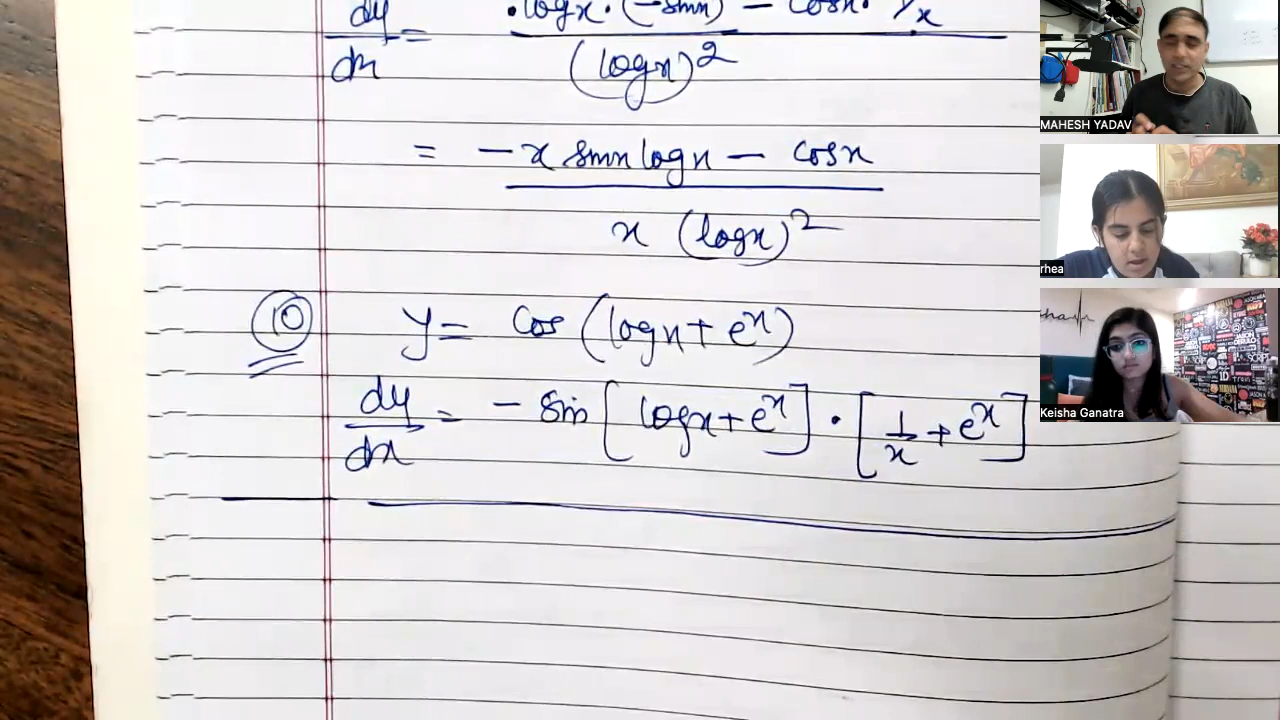 dy/dx = logx·(-sinx) - cosx·1/x
(logx)²
= -x sinx logx - cosx
x (logx)²
⑩ y = cos (logx + eˣ)
dy/dx = - sin [logx + eˣ] · [1/x + eˣ]
MAHESH YADAV
rhea
Keisha Ganatra